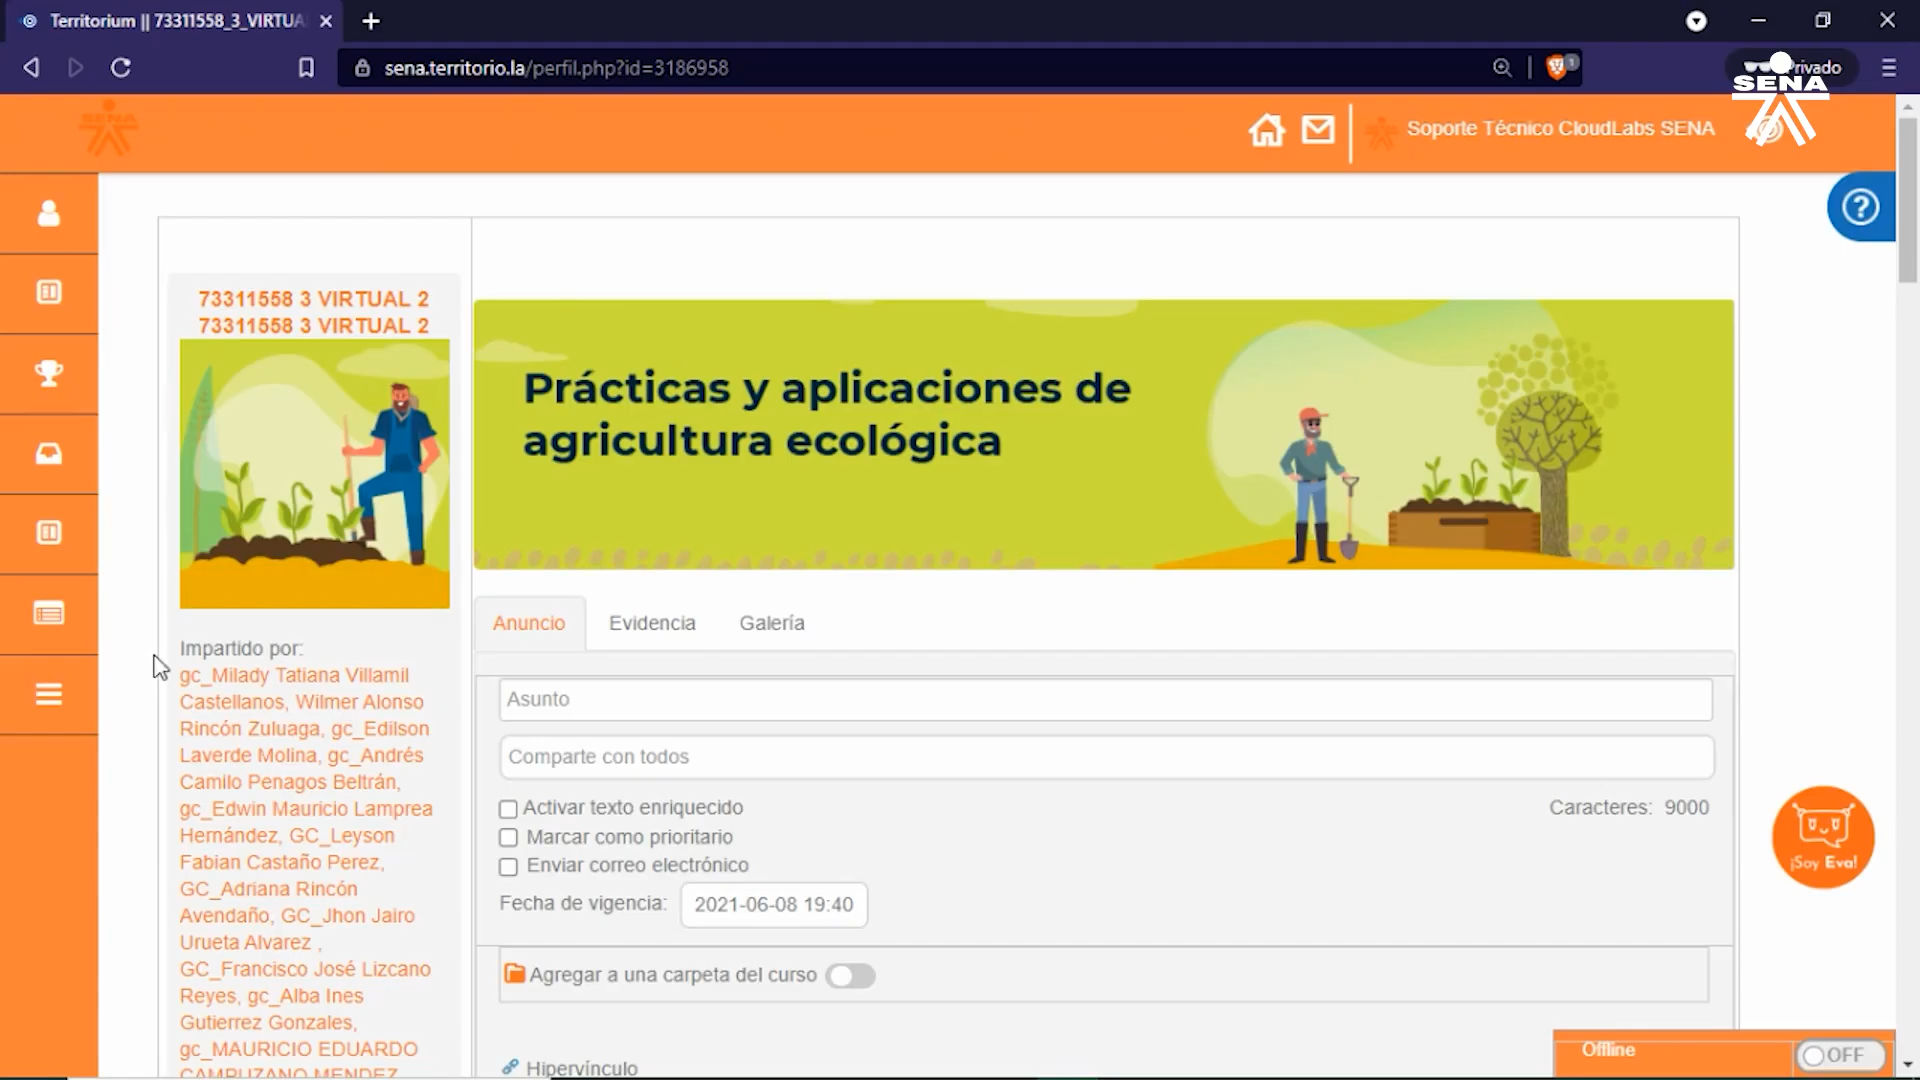 Territorium || 73311558_3_VIRTUA
sena.territorio.la/perfil.php?id=3186958
1
Privado
SENA
SENA
Soporte Técnico CloudLabs SENA
73311558 3 VIRTUAL 2
73311558 3 VIRTUAL 2
Prácticas y aplicaciones de
agricultura ecológica
Impartido por:
gc_Milady Tatiana Villamil
Castellanos, Wilmer Alonso
Rincón Zuluaga, gc_Edilson
Laverde Molina, gc_Andrés
Camilo Penagos Beltrán,
gc_Edwin Mauricio Lamprea
Hernández, GC_Leyson
Fabian Castaño Perez,
GC_Adriana Rincón
Avendaño, GC_Jhon Jairo
Urueta Alvarez ,
GC_Francisco José Lizcano
Reyes, gc_Alba Ines
Gutierrez Gonzales,
gc_MAURICIO EDUARDO
CAMPUZANO MENDEZ
Anuncio Evidencia Galería
Asunto
Comparte con todos
Activar texto enriquecido
Caracteres: 9000
Marcar como prioritario
Enviar correo electrónico
Fecha de vigencia: 2021-06-08 19:40
Agregar a una carpeta del curso
Hipervínculo
¡Soy Eva!
Offline
OFF